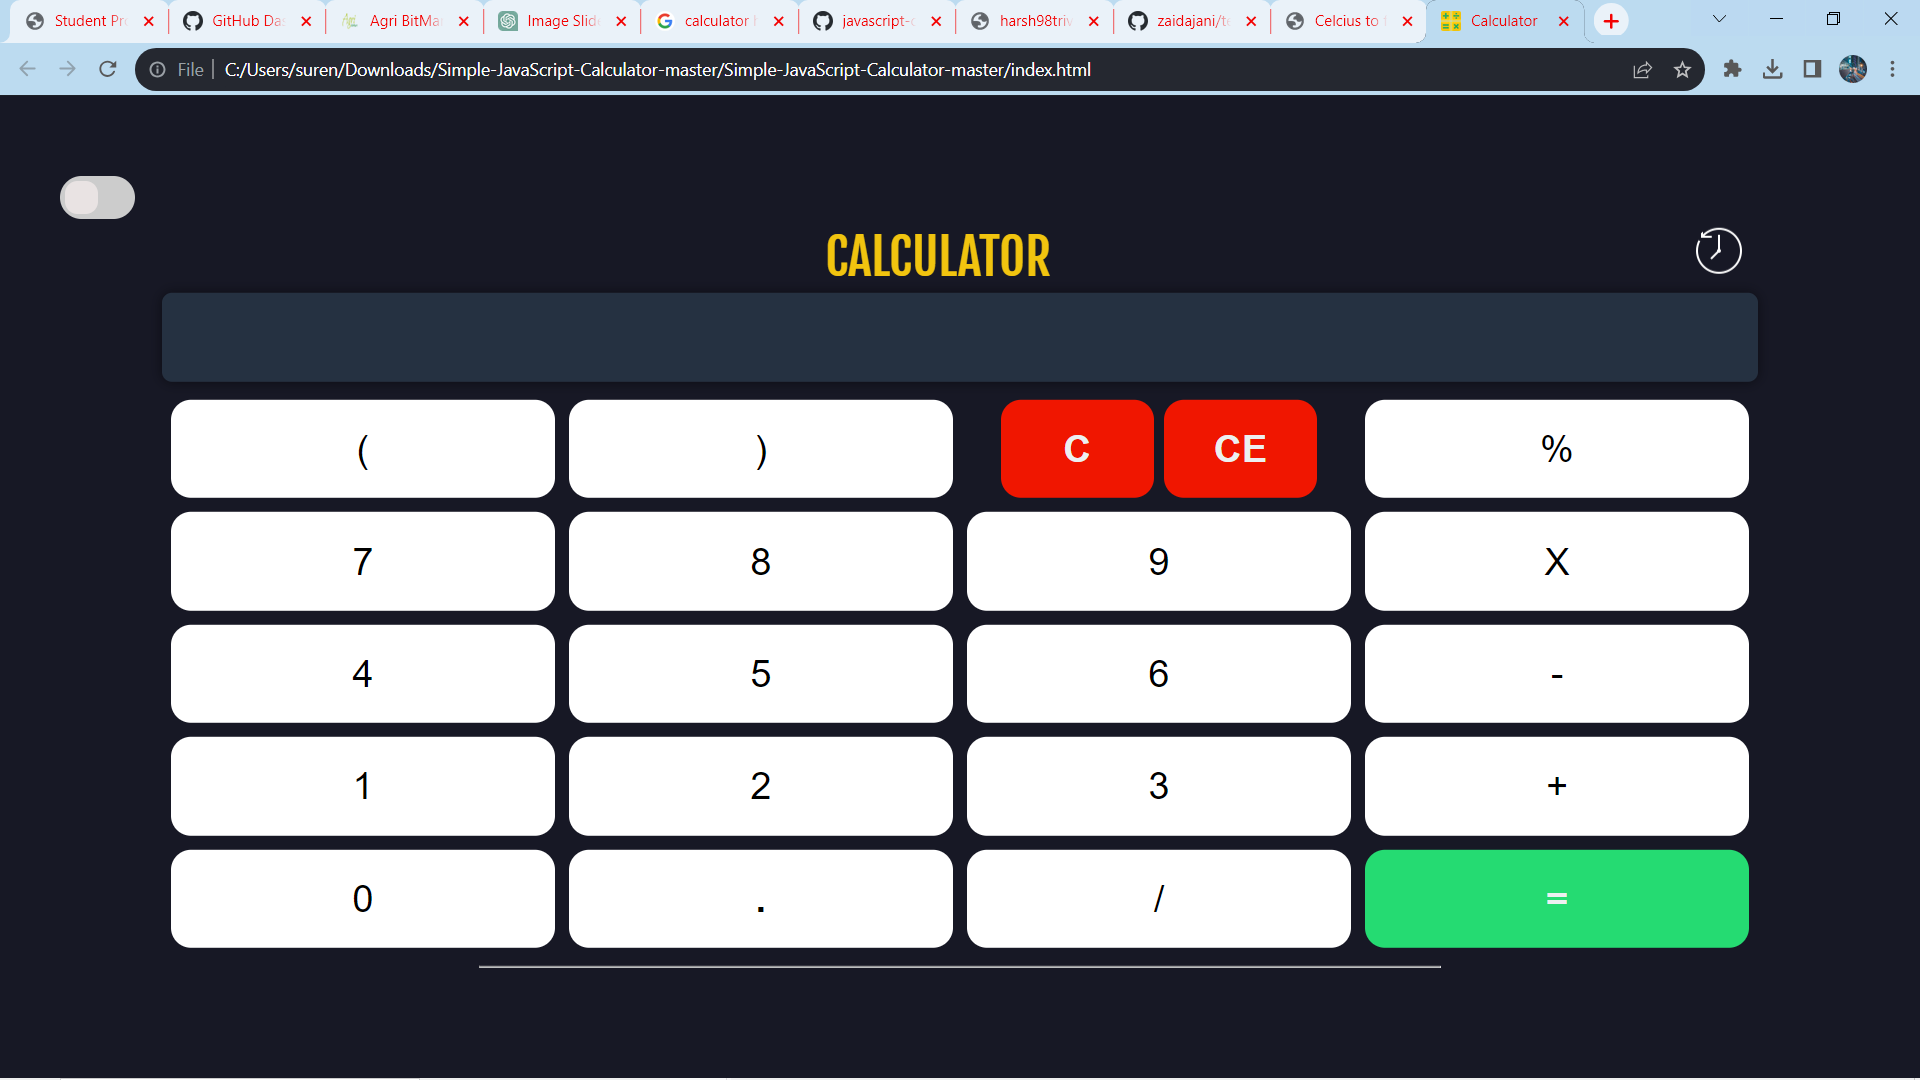 Student Pr
GitHub Da
Agri BitMa
Image Slid
calculator
javascript-c
harsh98triv
zaidajani/te
Celcius to
Calculator
File
C:/Users/suren/Downloads/Simple-JavaScript-Calculator-master/Simple-JavaScript-Calculator-master/index.html
CALCULATOR
( ) C CE %
7 8 9 X
4 5 6 -
1 2 3 +
0 . / =